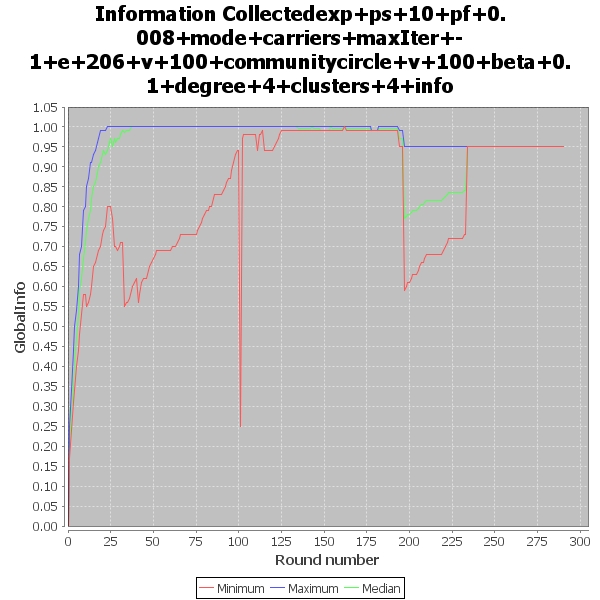 Information Collectedexp+ps+10+pf+0.
008+mode+carriers+maxIter+-
1+e+206+v+100+communitycircle+v+100+beta+0.
1+degree+4+clusters+4+info
1.05
1.00
0.95
0.90
0.85
0.80
0.75
0.70
0.65
0.60
0.55
0.50
0.45
0.40
0.35
0.30
0.25
0.20
0.15
0.10
0.05
0.00
GlobalInfo
0 25 50 75 100 125 150 175 200 225 250 275 300
Round number
Minimum Maximum Median